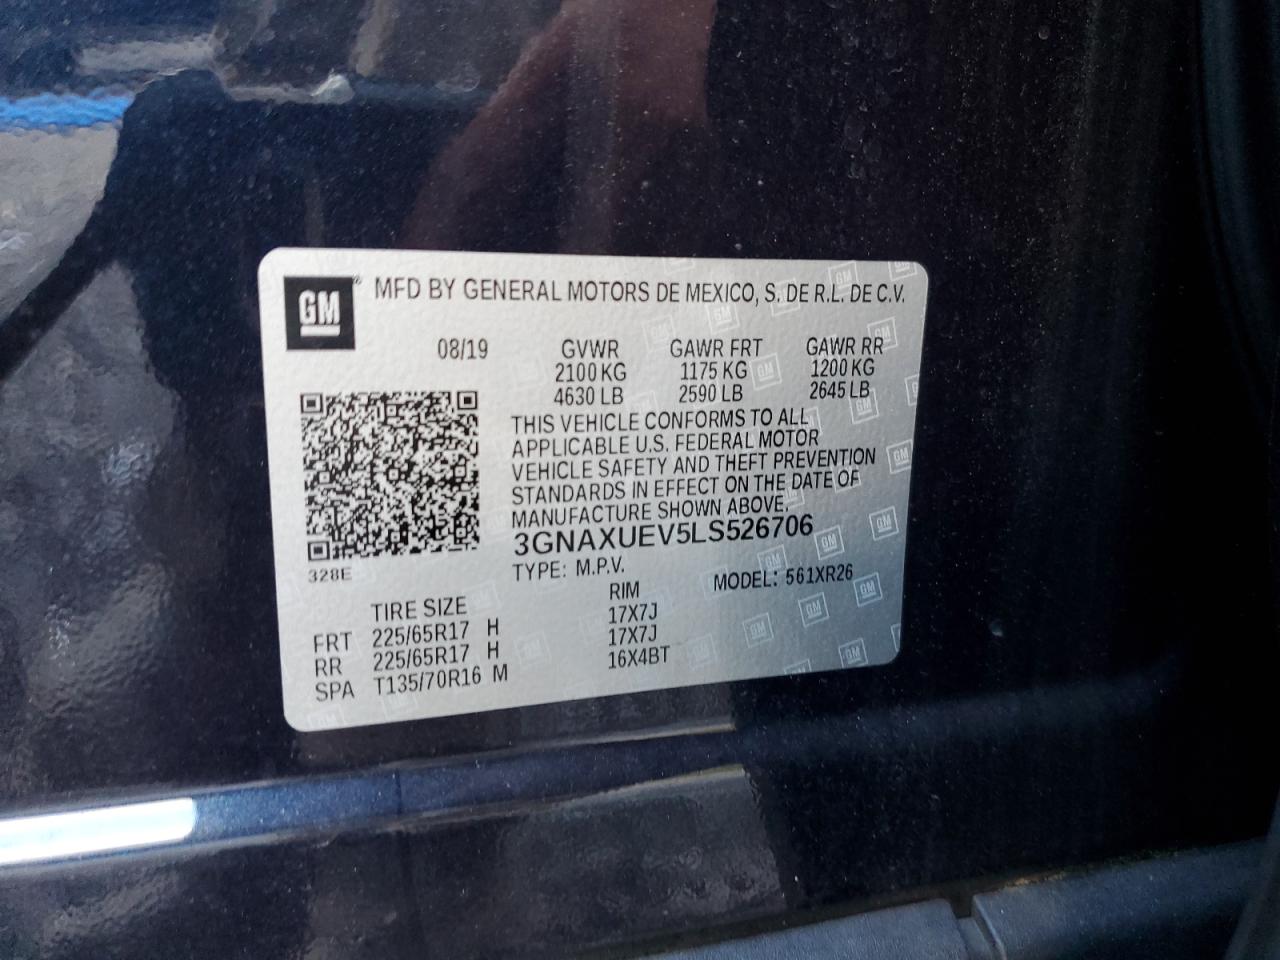 GM
MFD BY GENERAL MOTORS DE MEXICO, S. DE R.L. DE C.V.
08/19 GVWR GAWR FRT GAWR RR
2100 KG 1175 KG 1200 KG
4630 LB 2590 LB 2645 LB
THIS VEHICLE CONFORMS TO ALL
APPLICABLE U.S. FEDERAL MOTOR
VEHICLE SAFETY AND THEFT PREVENTION
STANDARDS IN EFFECT ON THE DATE OF
MANUFACTURE SHOWN ABOVE.
3GNAXUEV5LS526706
328E
TYPE: M.P.V. MODEL: 561XR26
TIRE SIZE RIM
FRT 225/65R17 H 17X7J
RR 225/65R17 H 17X7J
SPA T135/70R16 M 16X4BT